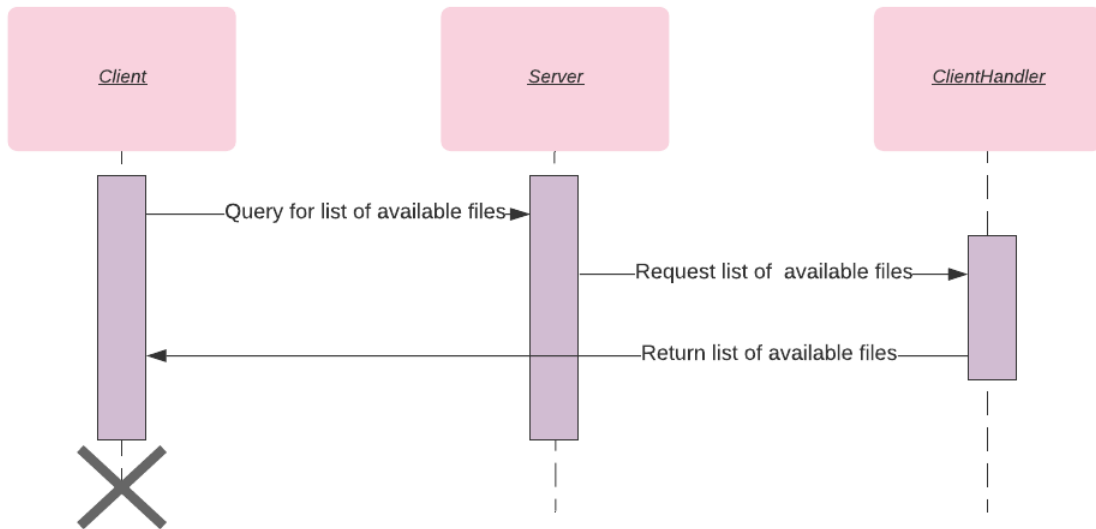 Client
Server
ClientHandler
Query for list of available files
Request list of  available files
Return list of available files